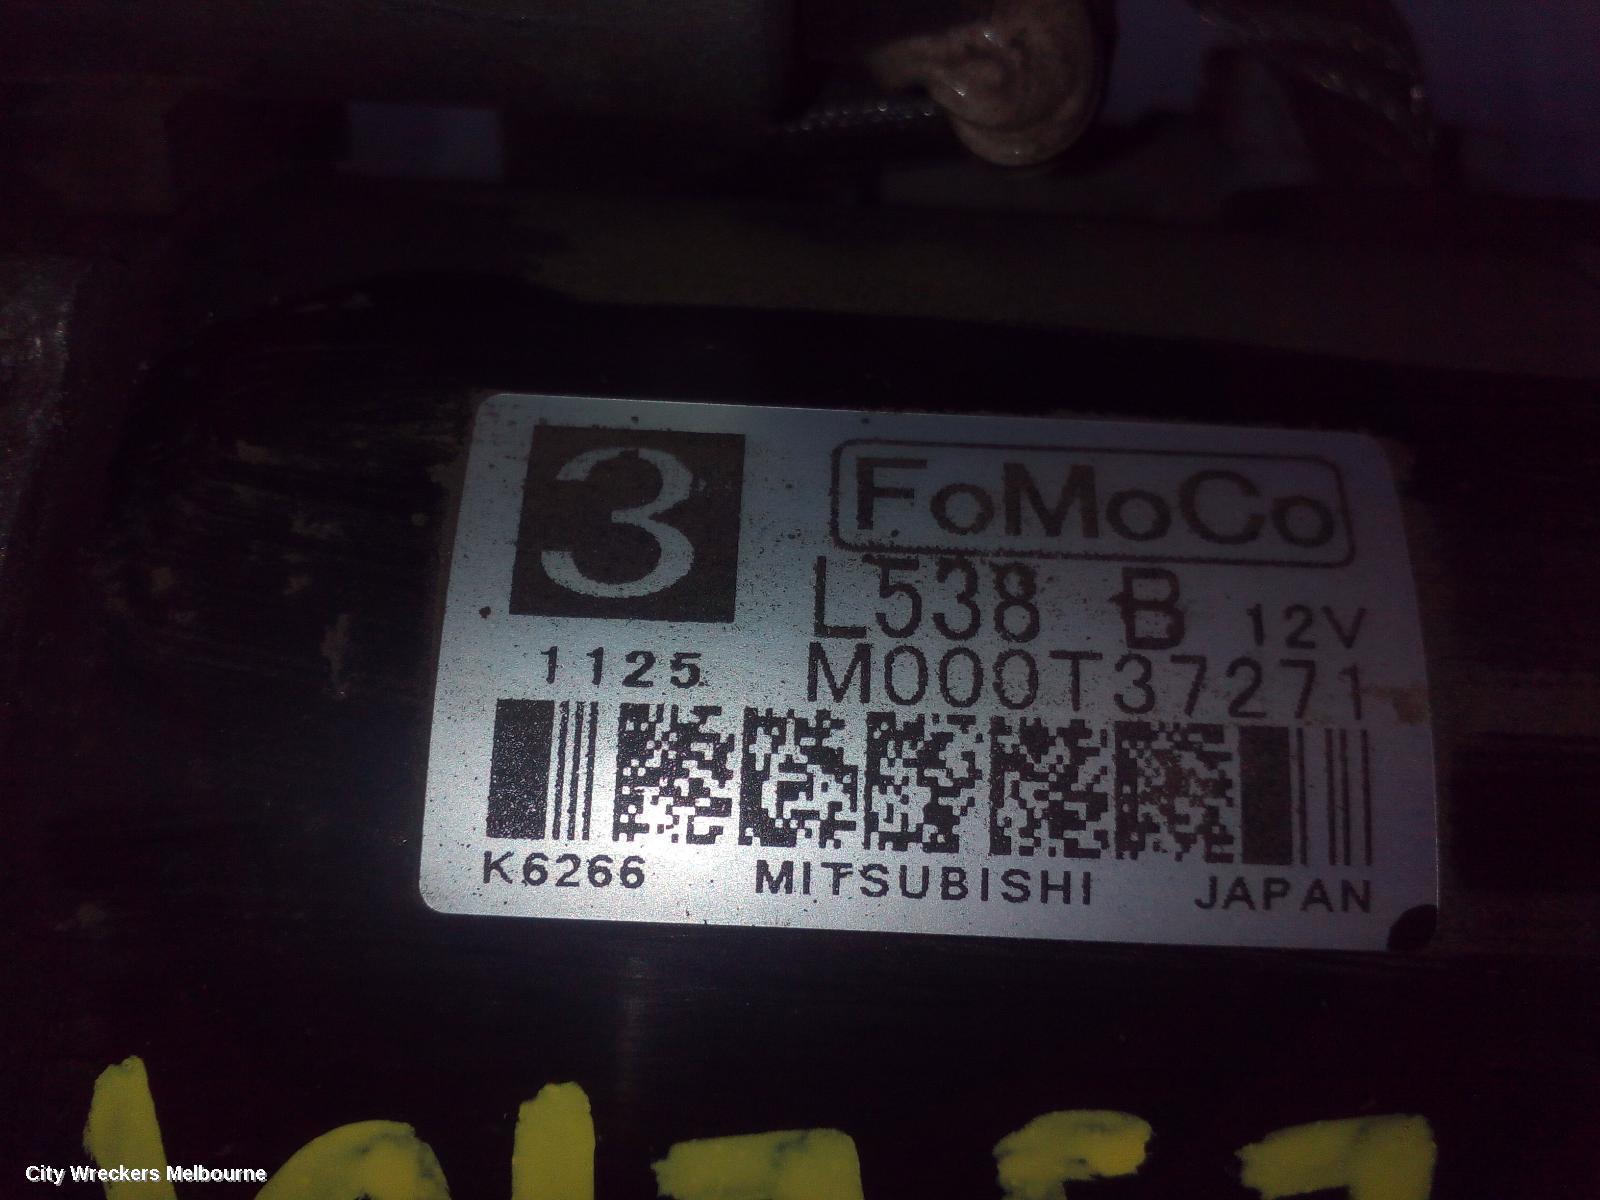 3
FoMoCo
L538 B 12V
1125 M000T37271
K6266 MITSUBISHI JAPAN
City Wreckers Melbourne